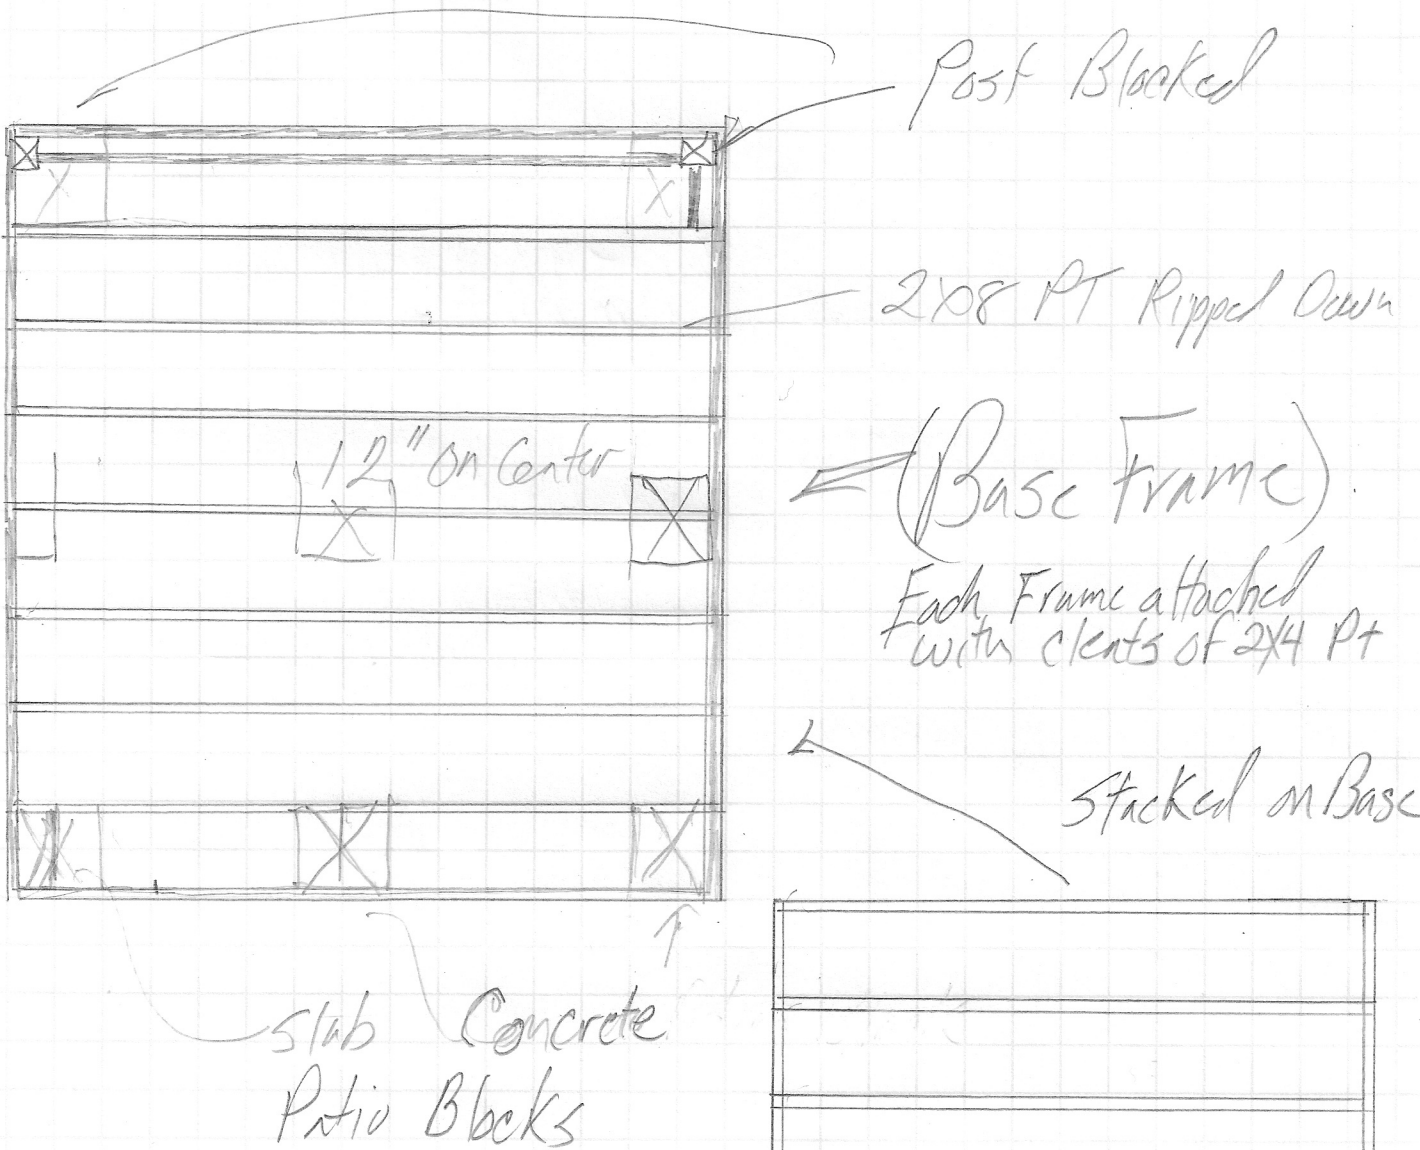 Post Blocked
2X8 PT Ripped Down
12" on Center
(Base Frame)
Each Frame attached
with cleats of 2X4 Pt
Stacked on Base
Slab Concrete
Patio Blocks